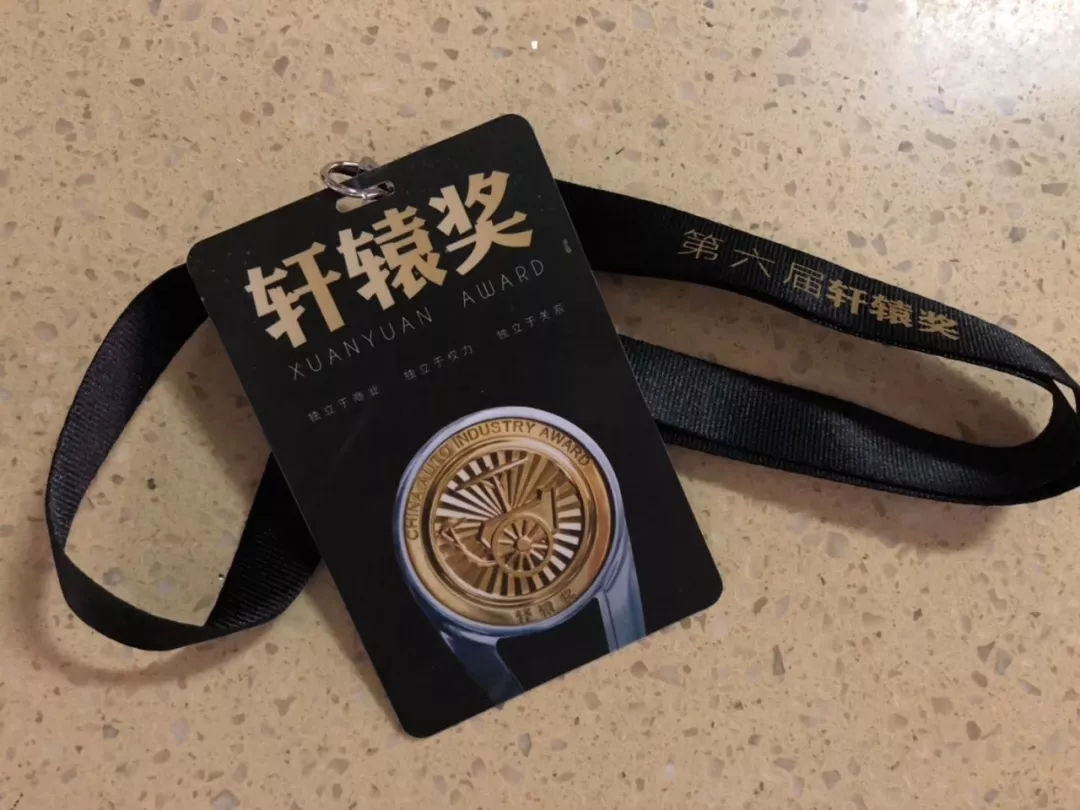 轩辕奖
XUANYUAN AWARD
独立于商业 独立于权力 独立于关系
CHINA AUTO INDUSTRY AWARD
轩辕奖
第六届轩辕奖